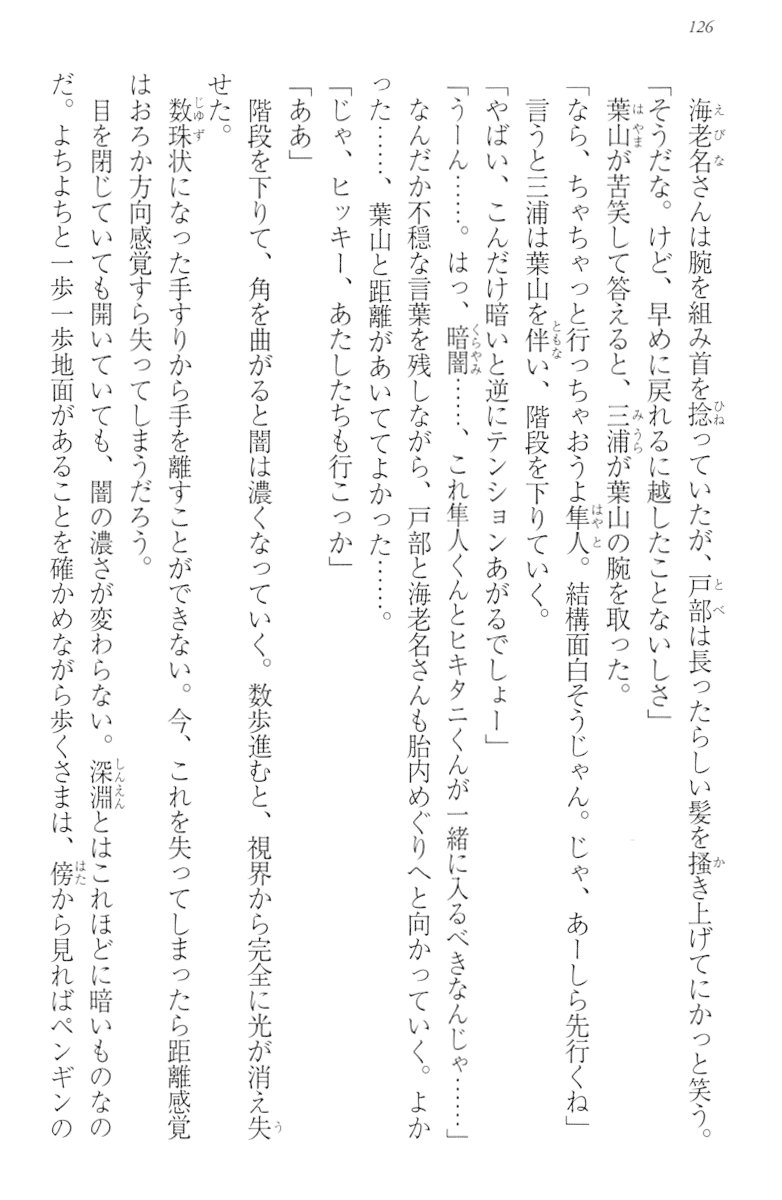 126
海老名さんは腕を組み首を捻っていたが、戸部は長ったらしい髪を掻き上げてにかっと笑う。
「そうだな。けど、早めに戻れるに越したことないしさ」
葉山が苦笑して答えると、三浦が葉山の腕を取った。
「なら、ちゃちゃっと行っちゃおうよ隼人。結構面白そうじゃん。じゃ、あーしら先行くね」
言うと三浦は葉山を伴い、階段を下りていく。
「やばい、こんだけ暗いと逆にテンションあがるでしょー」
「うーん……。はっ、暗闇……、これ隼人くんとヒキタニくんが一緒に入るべきなんじゃ……」
なんだか不穏な言葉を残しながら、戸部と海老名さんも胎内めぐりへと向かっていく。よか
った……、葉山と距離があいててよかった……。
「じゃ、ヒッキー、あたしたちも行こっか」
「ああ」
階段を下りて、角を曲がると闇は濃くなっていく。数歩進むと、視界から完全に光が消え失
せた。
数珠状になった手すりから手を離すことができない。今、これを失ってしまったら距離感覚
はおろか方向感覚すら失ってしまうだろう。
目を閉じていても開いていても、闇の濃さが変わらない。深淵とはこれほどに暗いものなの
だ。よちよちと一歩一歩地面があることを確かめながら歩くさまは、傍から見ればペンギンの